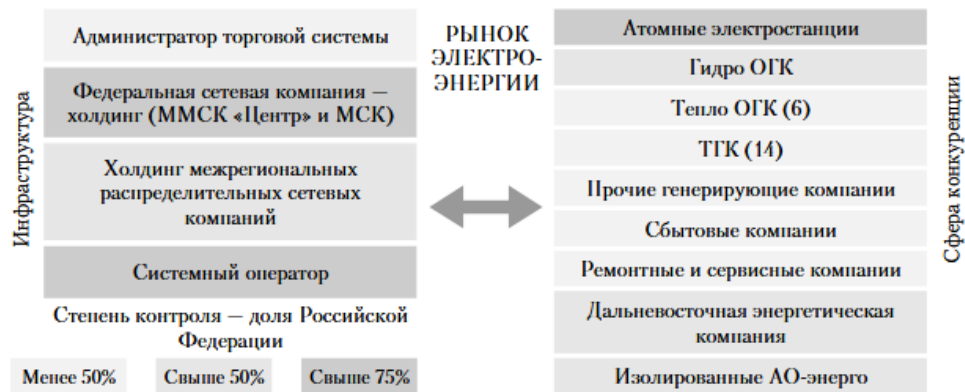 Инфраструктура
Администратор торговой системы
Федеральная сетевая компания —
холдинг (ММСК «Центр» и МСК)
Холдинг межрегиональных
распределительных сетевых
компаний
Системный оператор
Степень контроля — доля Российской
Федерации
Менее 50%
Свыше 50%
Свыше 75%
РЫНОК
ЭЛЕКТРО-
ЭНЕРГИИ
Атомные электростанции
Гидро ОГК
Тепло ОГК (6)
ТГК (14)
Прочие генерирующие компании
Сбытовые компании
Ремонтные и сервисные компании
Дальневосточная энергетическая
компания
Изолированные АО-энерго
Сфера конкуренции